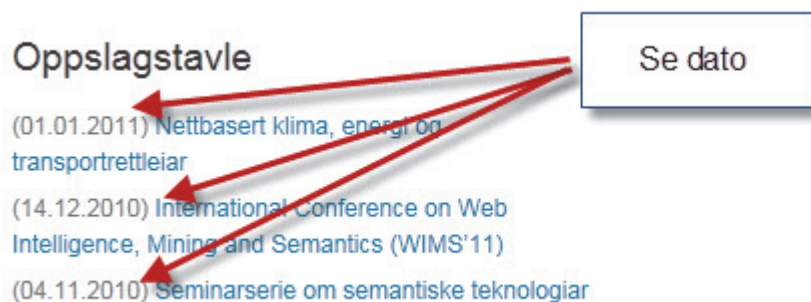 Oppslagstavle
Se dato
(01.01.2011) Nettbasert klima, energi og
transportrettleiar
(14.12.2010) International Conference on Web
Intelligence, Mining and Semantics (WIMS'11)
(04.11.2010) Seminarserie om semantiske teknologiar